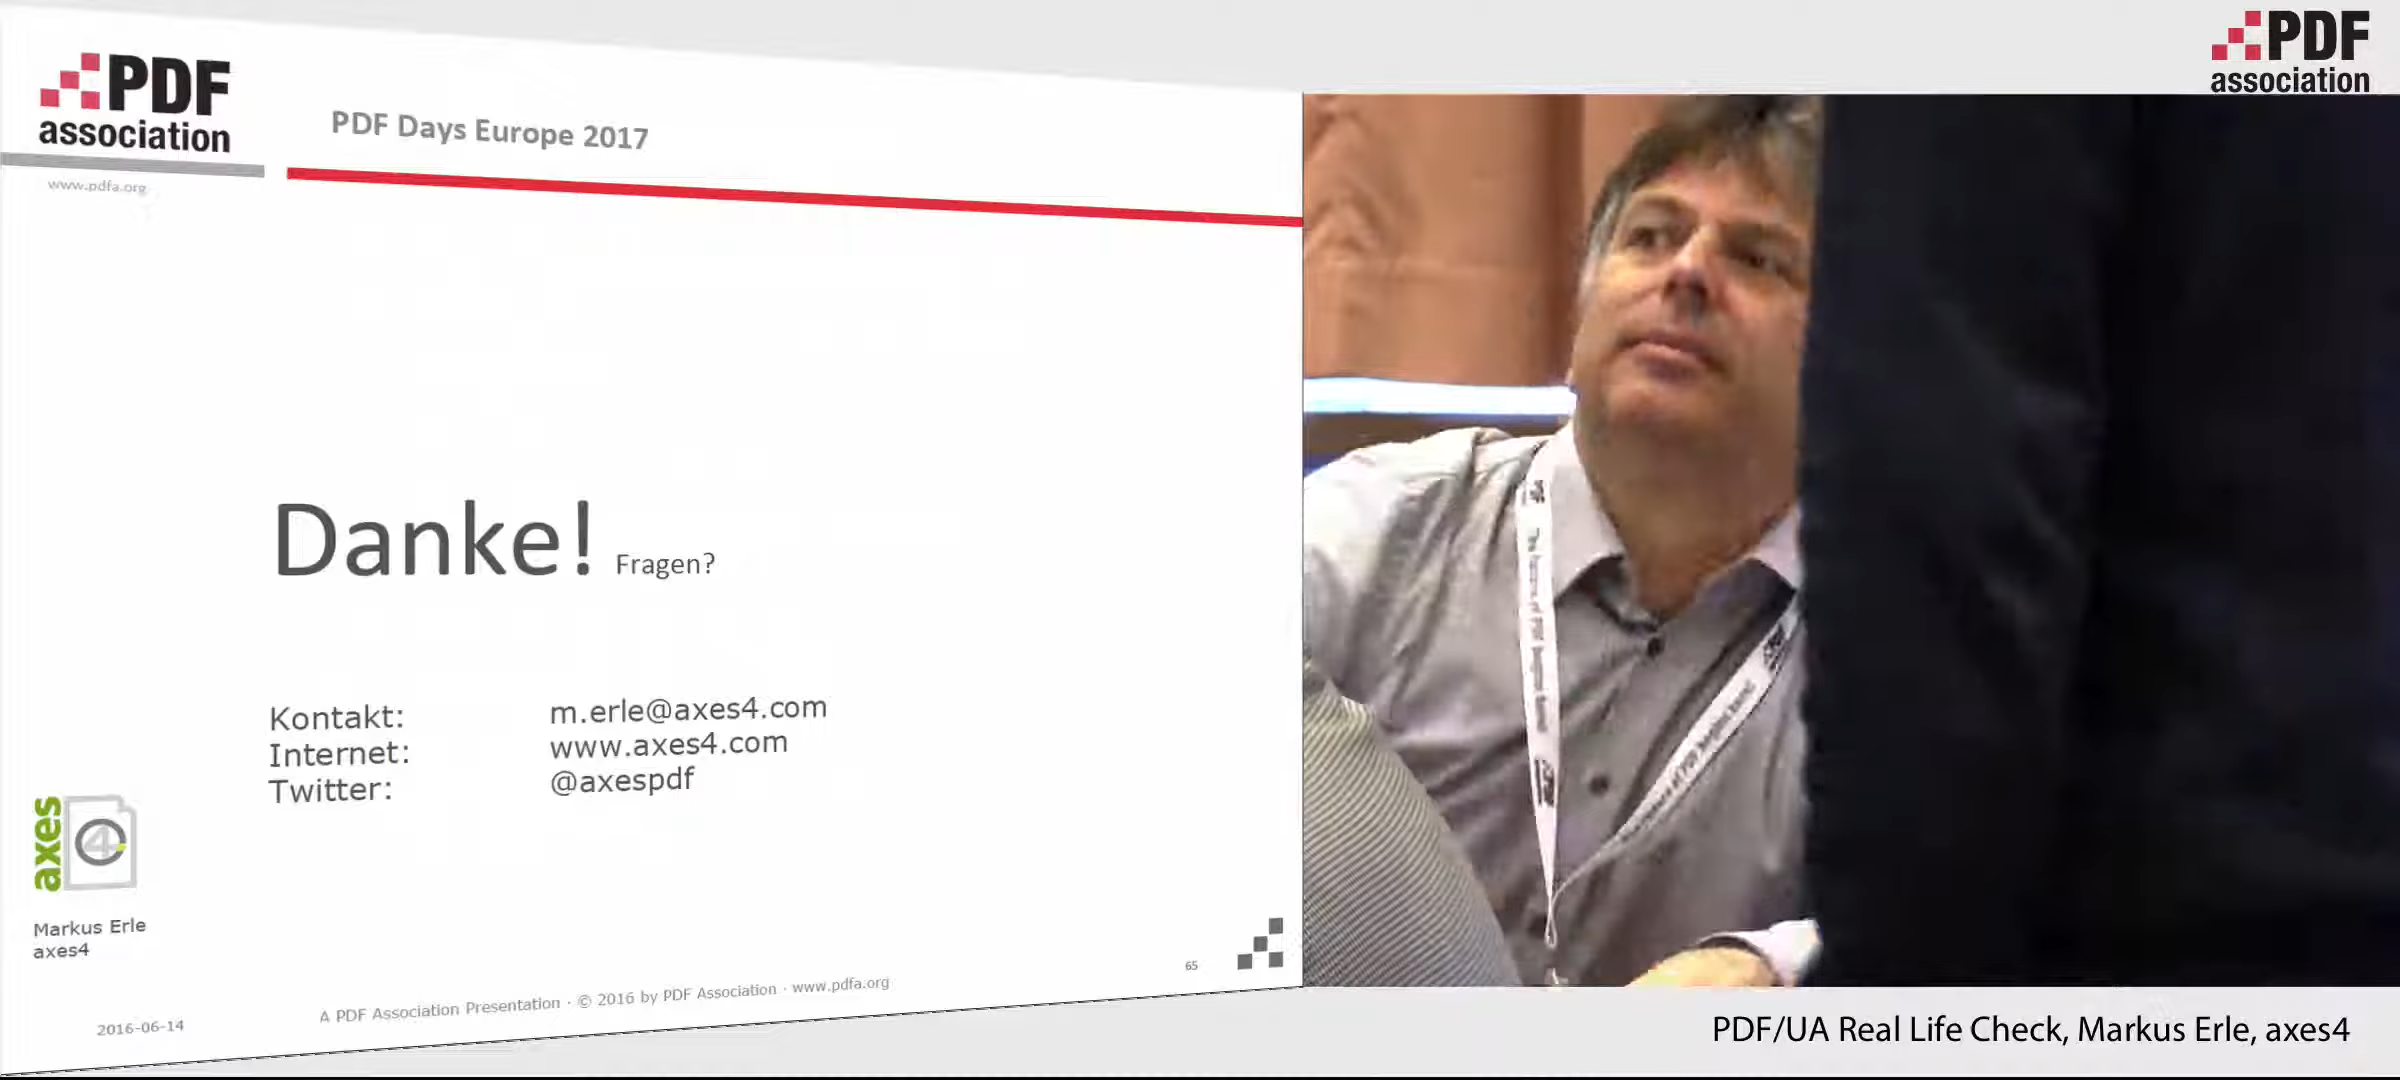 PDF
association
PDF
association
PDF Days Europe 2017
www.pdfa.org
Danke! Fragen?
Kontakt: m.erle@axes4.com
Internet: www.axes4.com
Twitter: @axespdf
axes
4
Markus Erle
axes4
65
2016-06-14
A PDF Association Presentation · © 2016 by PDF Association · www.pdfa.org
PDF/UA Real Life Check, Markus Erle, axes4